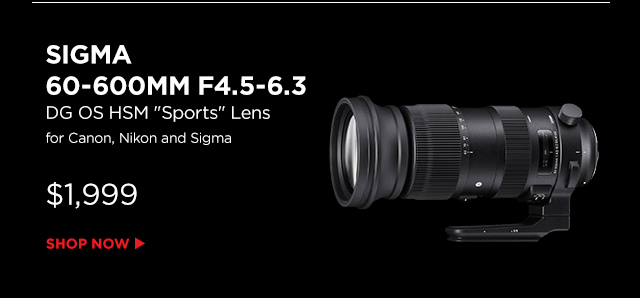 SIGMA
60-600MM F4.5-6.3
DG OS HSM "Sports" Lens
for Canon, Nikon and Sigma
$1,999
SHOP NOW ▶